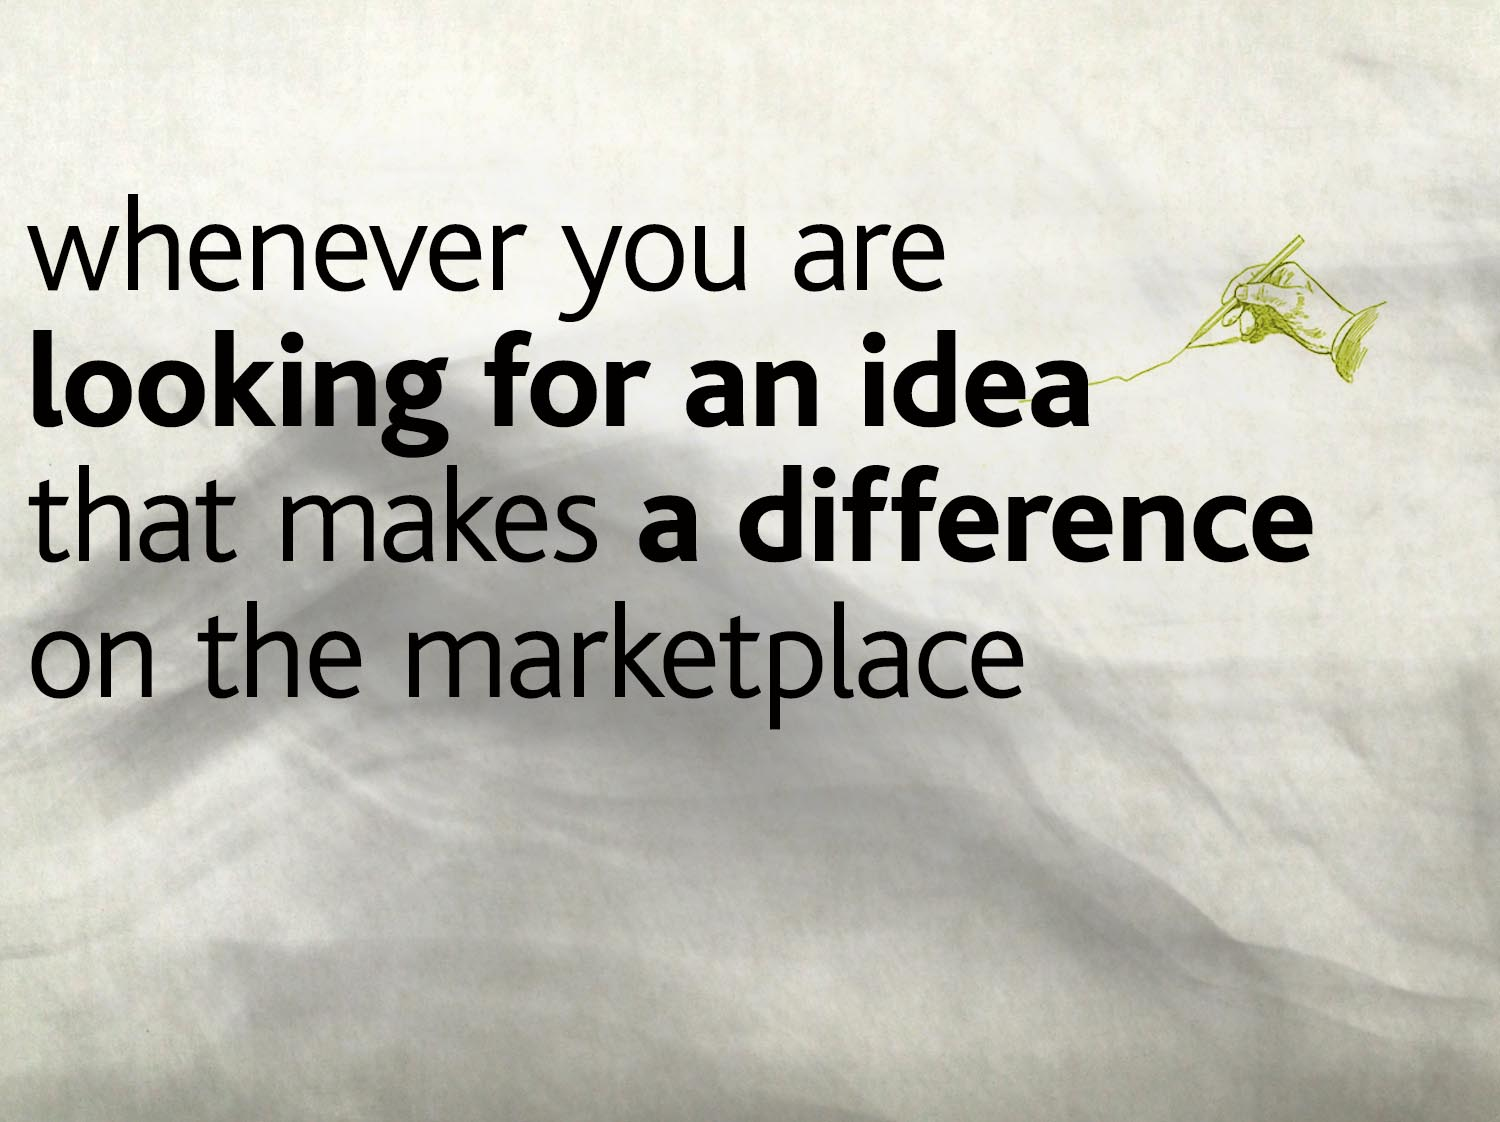 whenever you are
looking for an idea
that makes a difference
on the marketplace